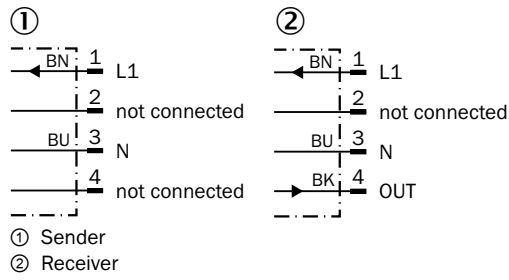 ① ②
BN 1 L1 BN 1 L1
2 not connected 2 not connected
BU 3 N BU 3 N
4 not connected BK 4 OUT
① Sender
② Receiver